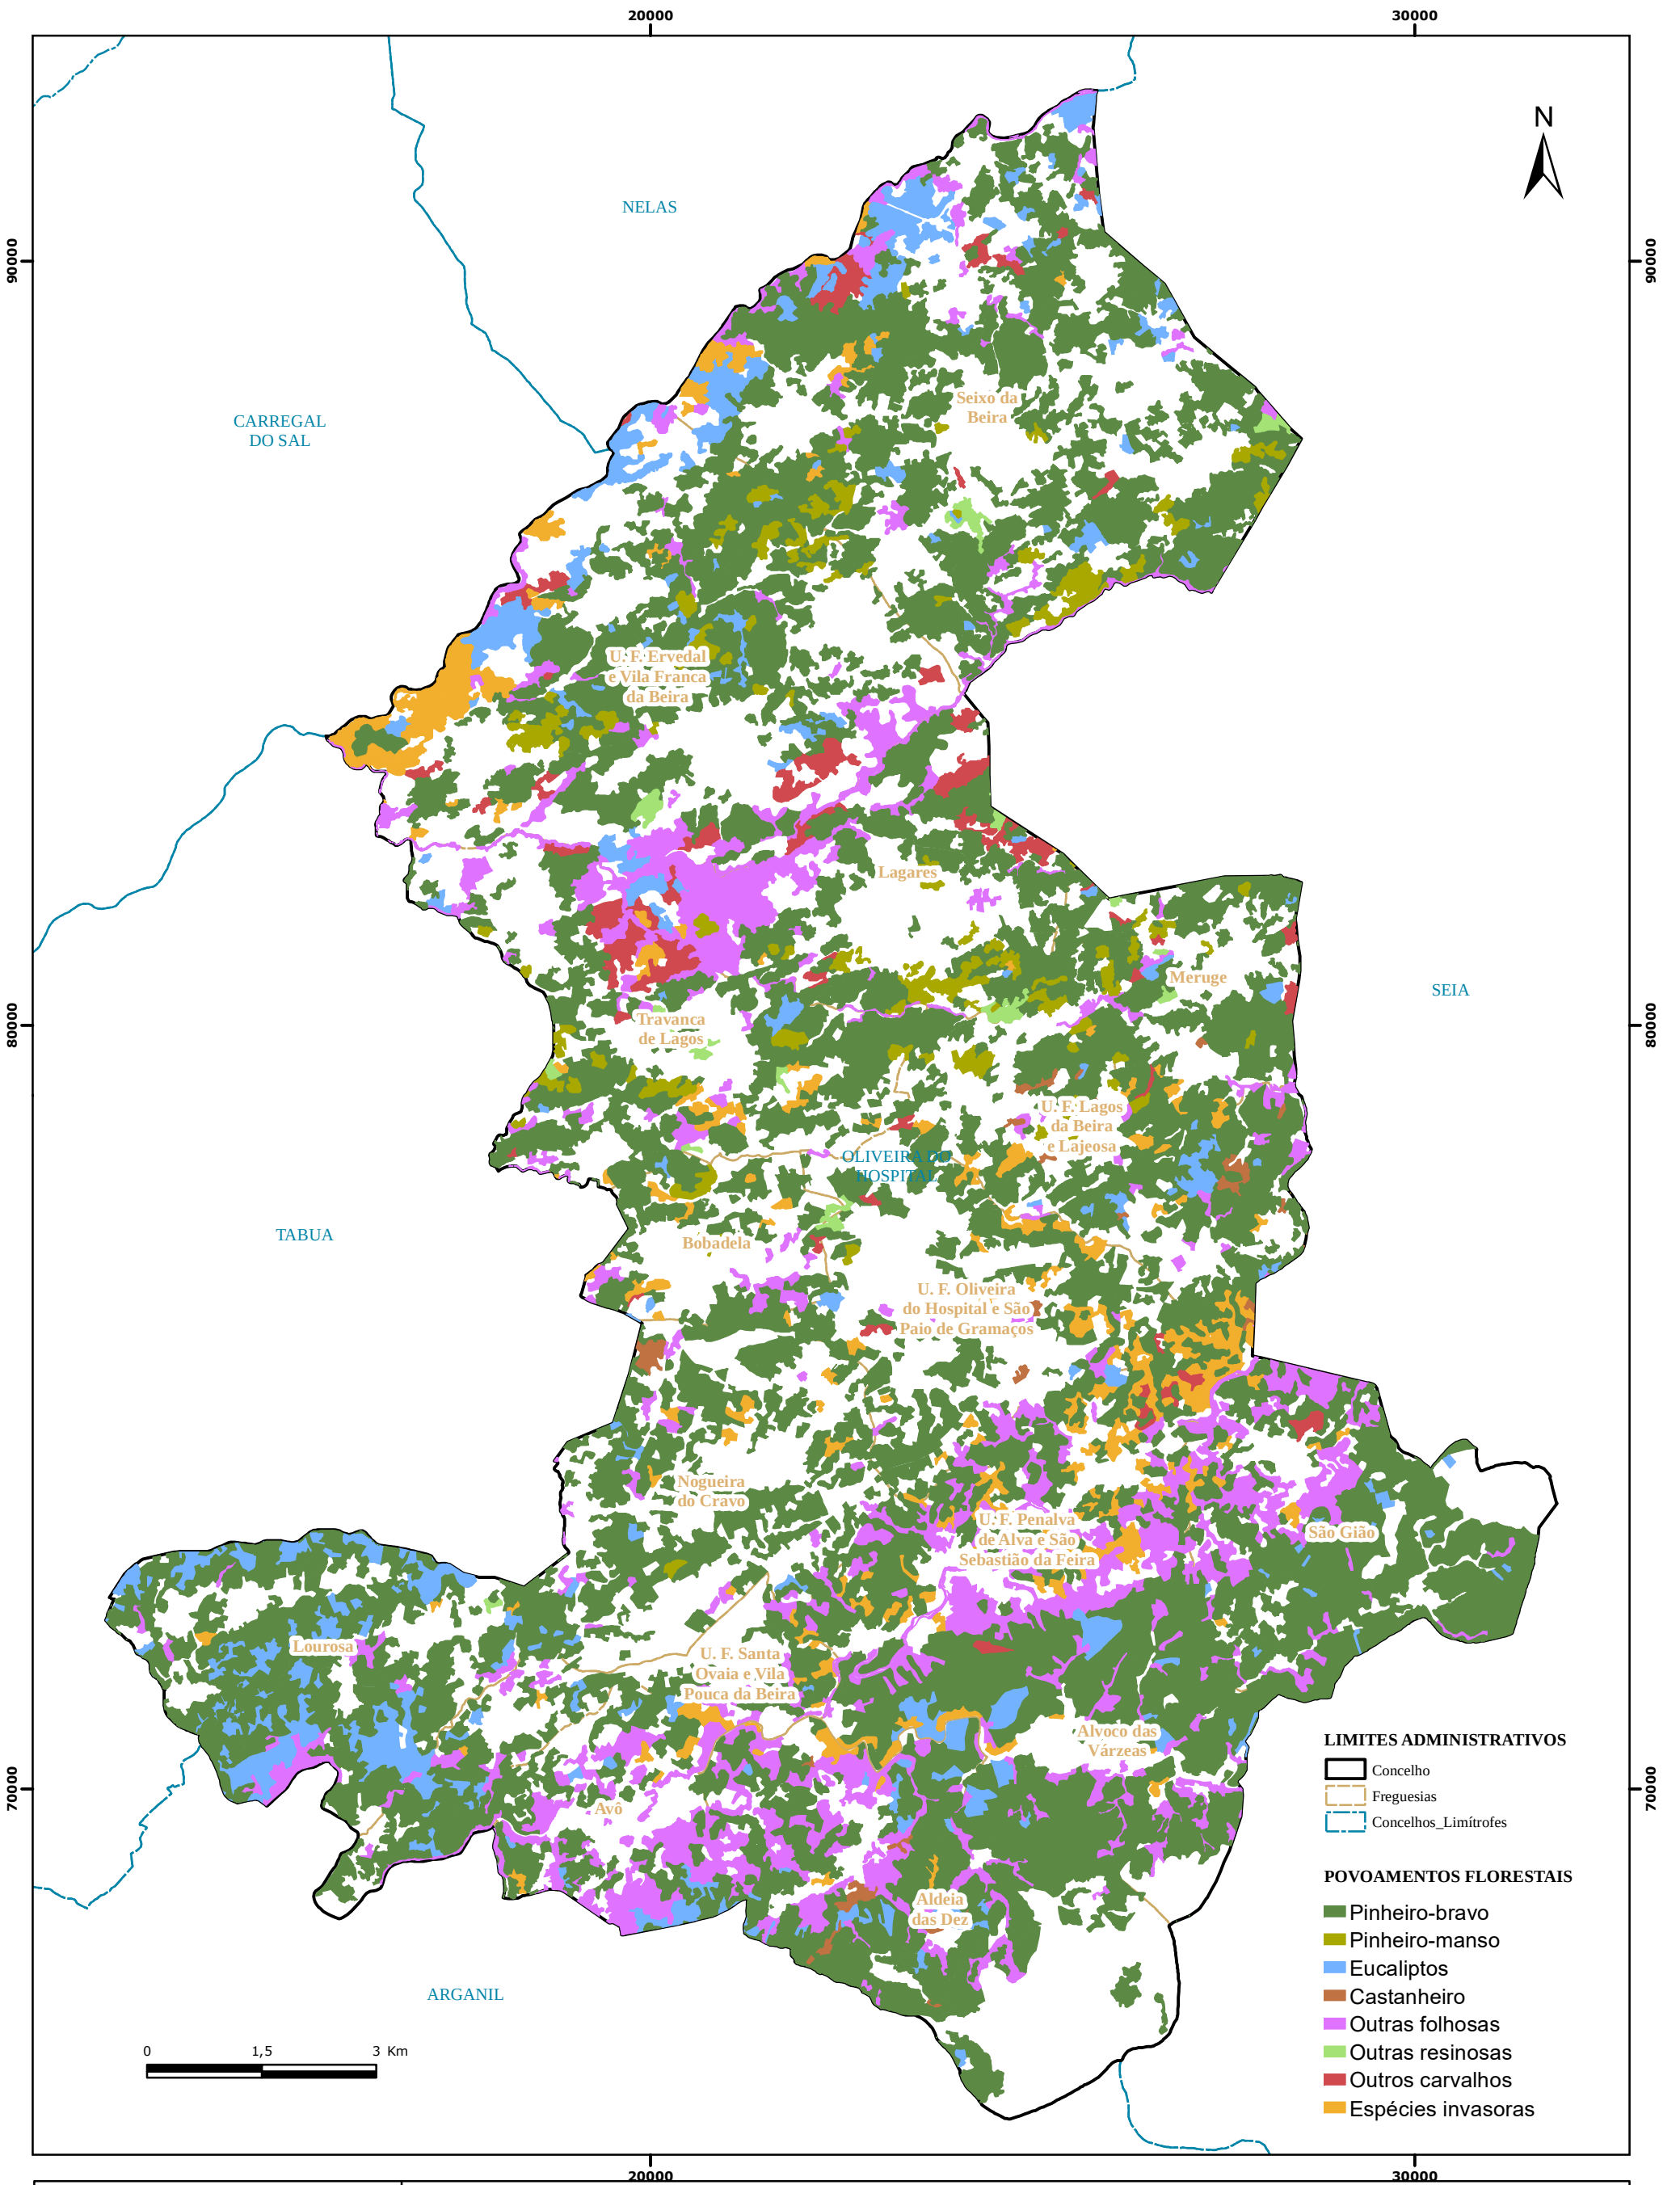 20000
30000
N
NELAS
90000
90000
CARREGAL
DO SAL
Seixo da
Beira
U. F. Ervedal
e Vila Franca
da Beira
Lagares
Meruge
SEIA
80000
80000
Travanca
de Lagos
U. F. Lagos
da Beira
e Lajeosa
OLIVEIRA DO
HOSPITAL
TABUA
Bobadela
U. F. Oliveira
do Hospital e São
Paio de Gramaços
Nogueira
do Cravo
U. F. Penalva
de Alva e São
Sebastião da Feira
São Gião
Lourosa
U. F. Santa
Ovaia e Vila
Pouca da Beira
Alvoco das
Várzeas
70000
70000
Avô
Aldeia
das Dez
ARGANIL
LIMITES ADMINISTRATIVOS
Concelho
Freguesias
Concelhos_Limítrofes
POVOAMENTOS FLORESTAIS
Pinheiro-bravo
Pinheiro-manso
Eucaliptos
Castanheiro
Outras folhosas
Outras resinosas
Outros carvalhos
Espécies invasoras
0 1,5 3 Km
20000
30000